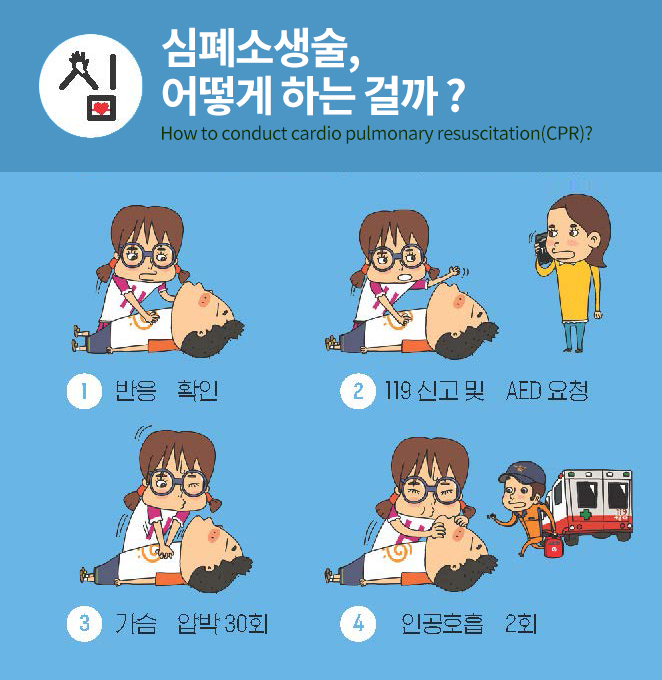 심
심폐소생술,
어떻게 하는 걸까 ?
How to conduct cardio pulmonary resuscitation(CPR)?
1 반응 확인
2 119 신고 및 AED 요청
3 가슴 압박 30회
4 인공호흡 2회
119